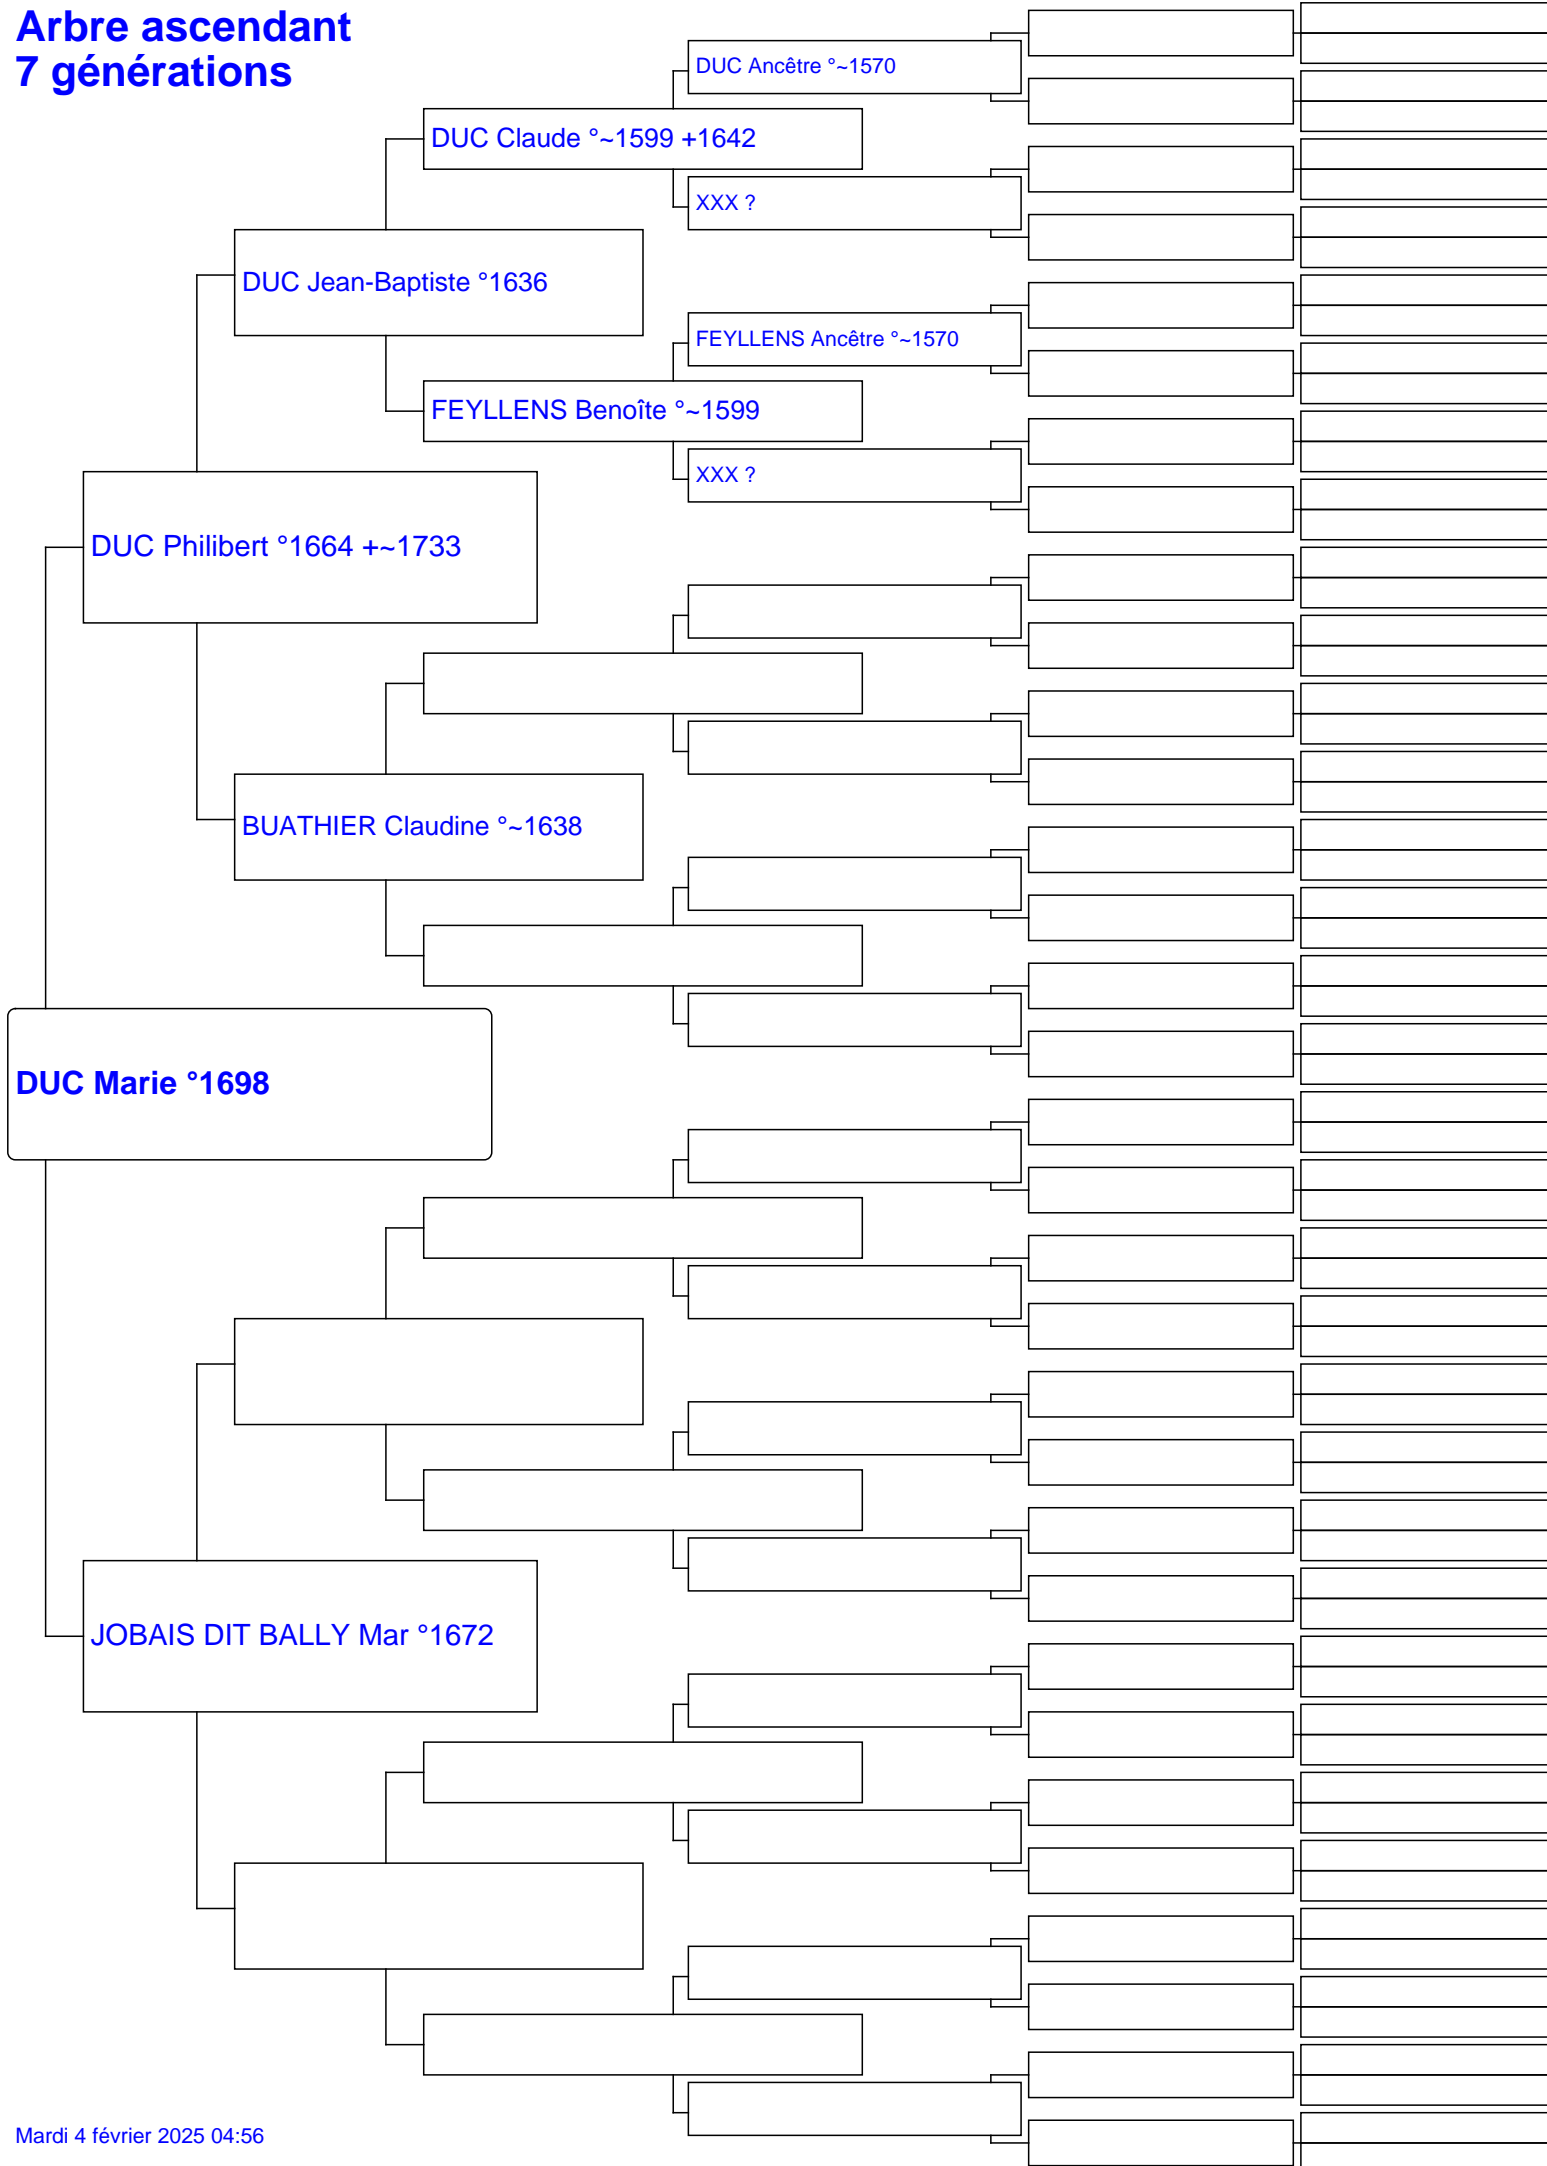 Arbre ascendant
7 générations
DUC Ancêtre °~1570
DUC Claude °~1599 +1642
XXX ?
DUC Jean-Baptiste °1636
FEYLLENS Ancêtre °~1570
FEYLLENS Benoîte °~1599
XXX ?
DUC Philibert °1664 +~1733
BUATHIER Claudine °~1638
DUC Marie °1698
JOBAIS DIT BALLY Mar °1672
Mardi 4 février 2025 04:56